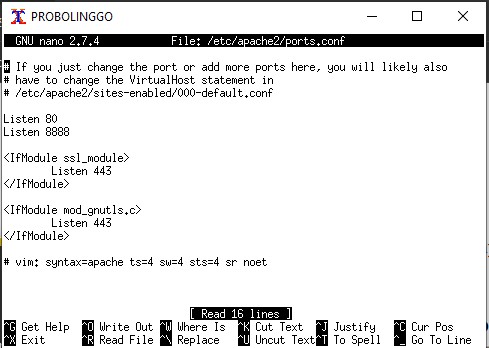 PROBOLINGGO
GNU nano 2.7.4 File: /etc/apache2/ports.conf
# If you just change the port or add more ports here, you will likely also
# have to change the VirtualHost statement in
# /etc/apache2/sites-enabled/000-default.conf
Listen 80
Listen 8888
<IfModule ssl_module>
Listen 443
</IfModule>
<IfModule mod_gnutls.c>
Listen 443
</IfModule>
# vim: syntax=apache ts=4 sw=4 sts=4 sr noet
[ Read 16 lines ]
^G Get Help ^O Write Out ^W Where Is ^K Cut Text ^J Justify ^C Cur Pos
^X Exit ^R Read File ^\ Replace ^U Uncut Text ^T To Spell ^_ Go To Line